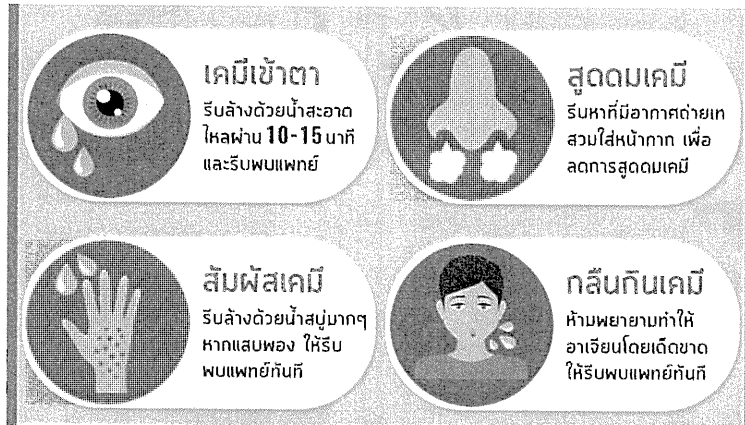 เคมีเข้าตา
รีบล้างด้วยน้ำสะอาด
ไหลผ่าน 10-15 นาที
และรีบพบแพทย์
สูดดมเคมี
รีบหาที่มีอากาศถ่ายเท
สวมใส่หน้ากาก เพื่อ
ลดการสูดดมเคมี
สัมผัสเคมี
รีบล้างด้วยน้ำสบู่มากๆ
หากแสบพอง ให้รีบ
พบแพทย์ทันที
กลืนกินเคมี
ห้ามพยายามทำให้
อาเจียนโดยเด็ดขาด
ให้รีบพบแพทย์ทันที